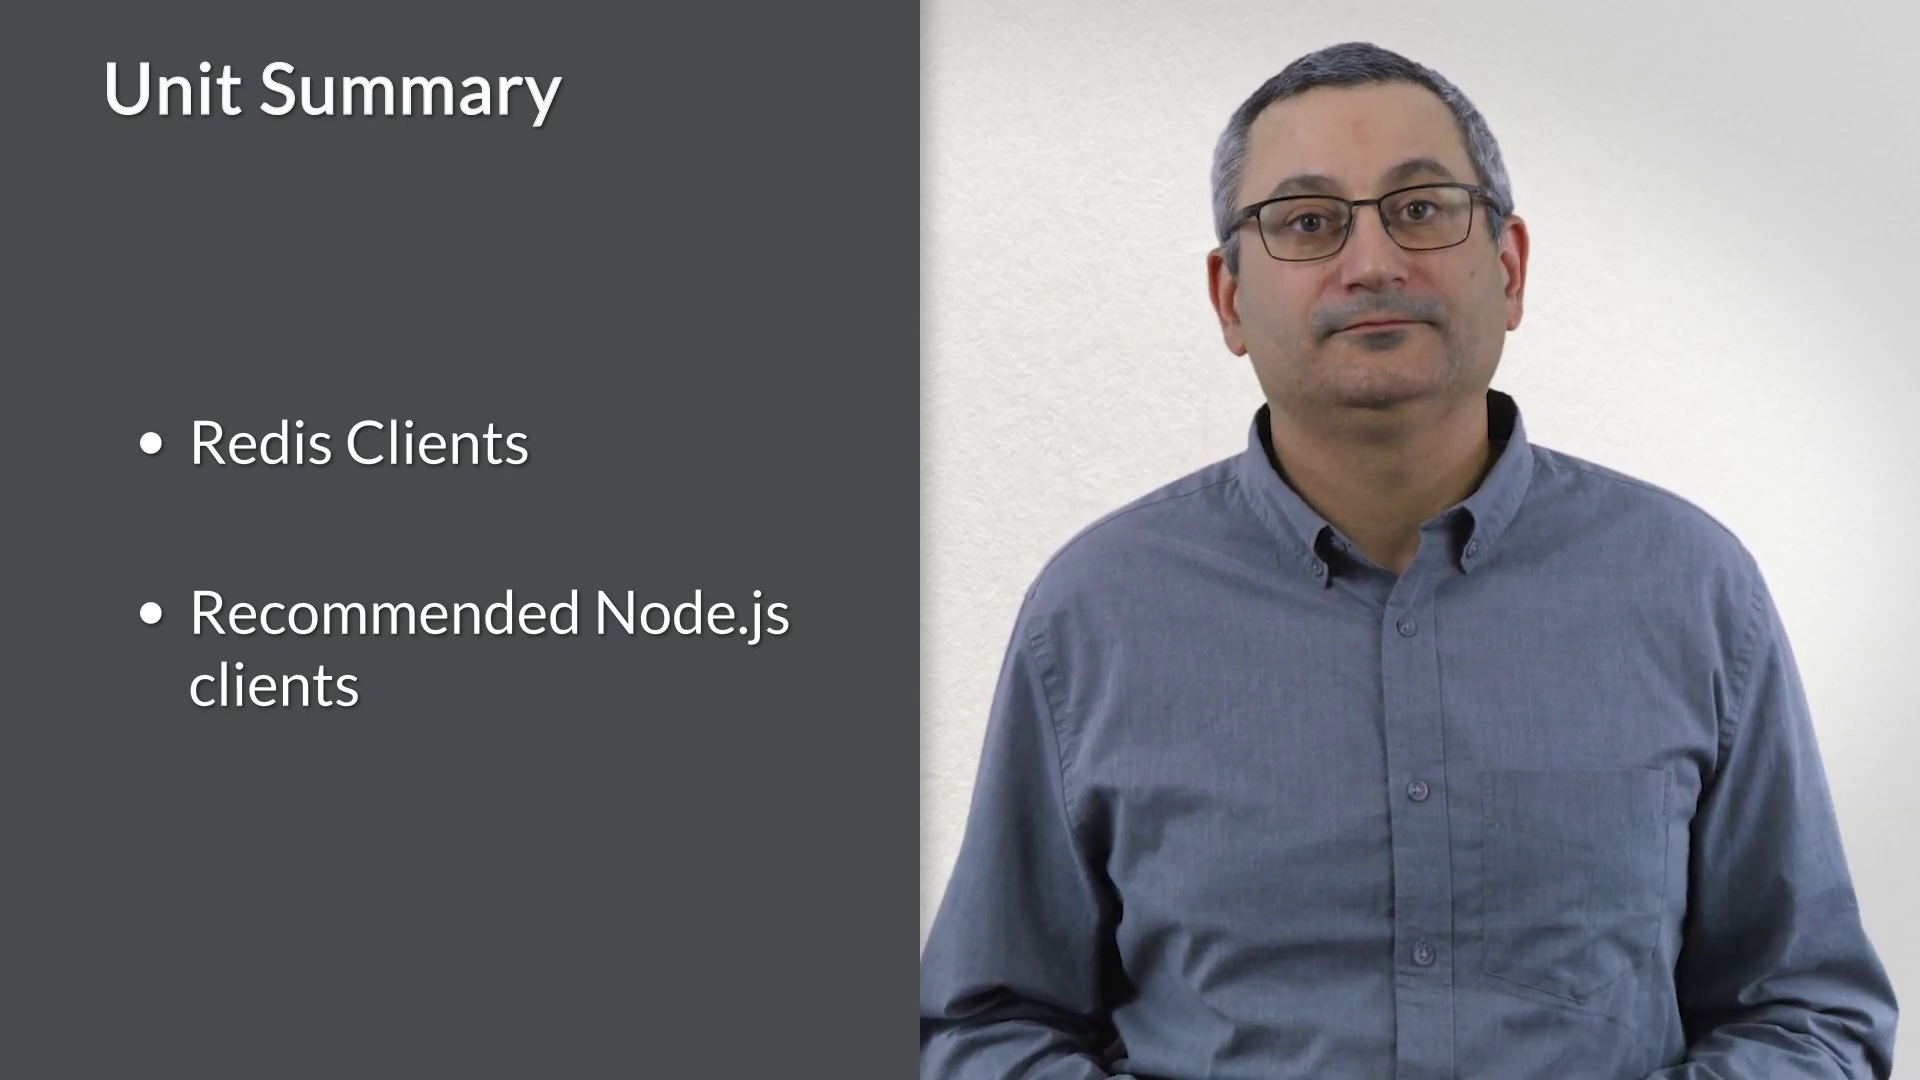 Unit Summary
• Redis Clients
• Recommended Node.js
clients